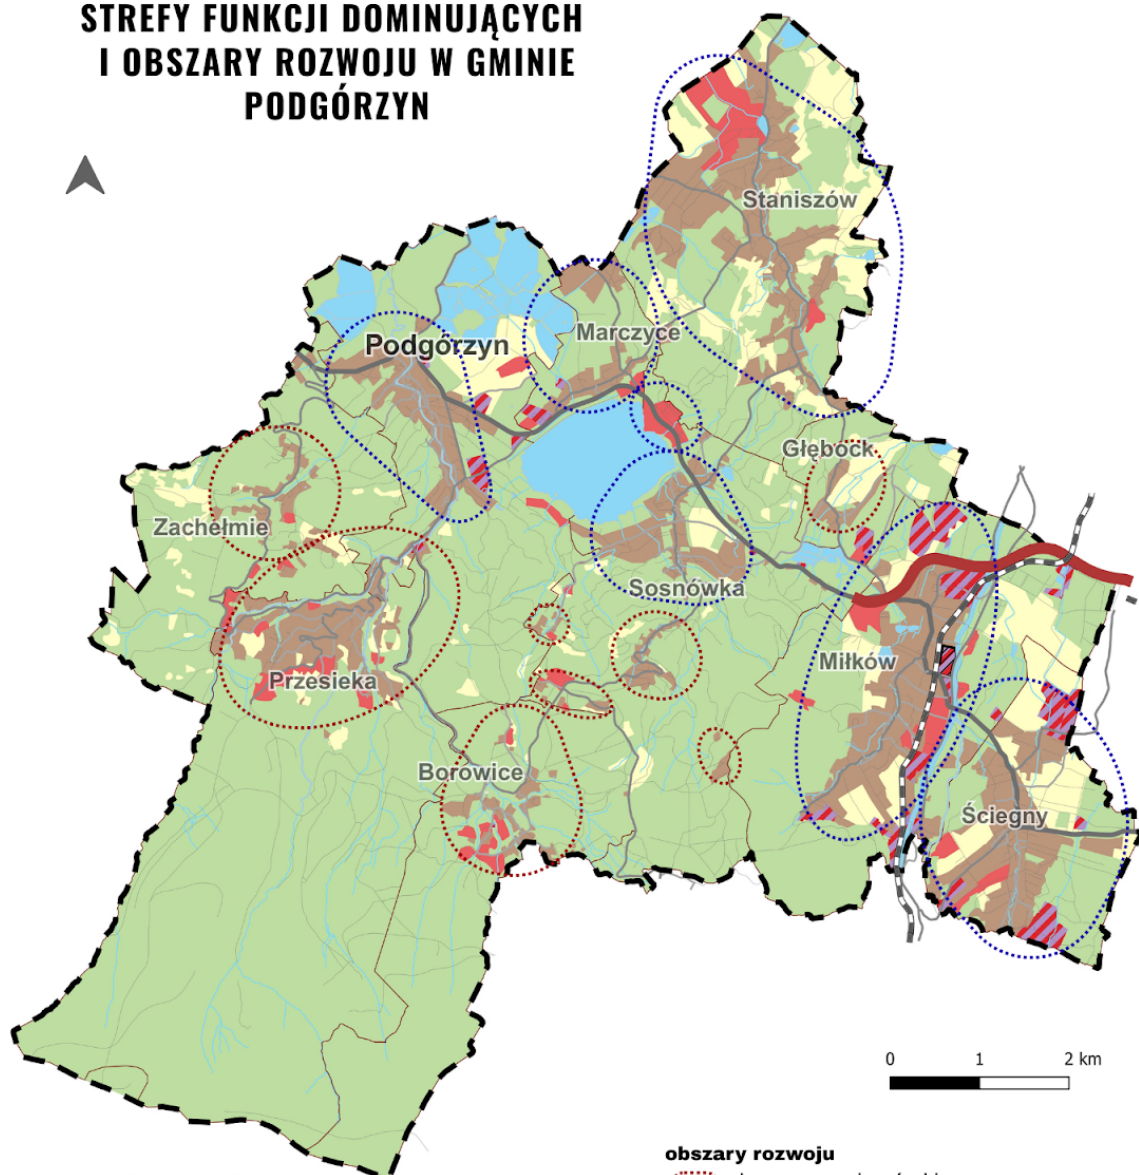 STREFY FUNKCJI DOMINUJĄCYCH
I OBSZARY ROZWOJU W GMINIE
PODGÓRZYN
Staniszów
Marczyce
Podgórzyn
Głębock
Zachełmie
Sosnówka
Miłków
Przesieka
Borowice
Ściegny
0 1 2 km
obszary rozwoju